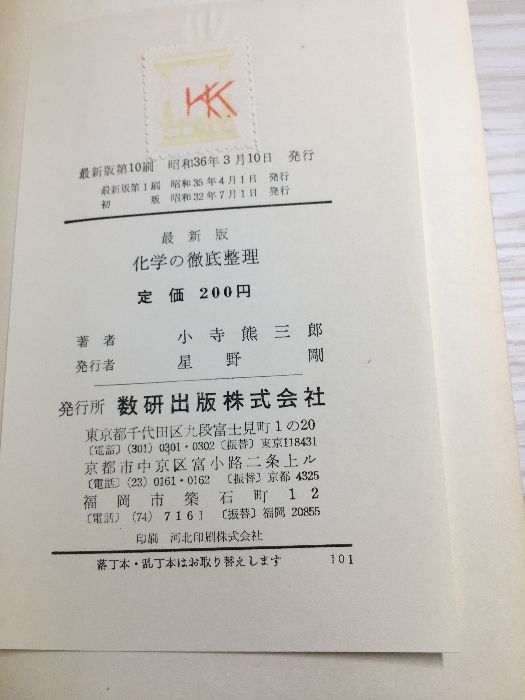 最新版第10刷 昭和36年3月10日 発行
最新版第1刷 昭和35年4月1日 発行
初版 昭和32年7月1日 発行
最新版
化学の徹底整理
定価 200円
著者 小寺熊三郎
発行者 星野剛
発行所 数研出版株式会社
東京都千代田区九段富士見町1の20
〔電話〕(301) 0301・0302〔振替〕東京118431
京都市中京区富小路二条上ル
〔電話〕(23) 0161・0162 〔振替〕京都 4325
福岡市築石町12
〔電話〕(74) 7161 〔振替〕福岡 20855
印刷 河北印刷株式会社
落丁本・乱丁本はお取り替えします 101